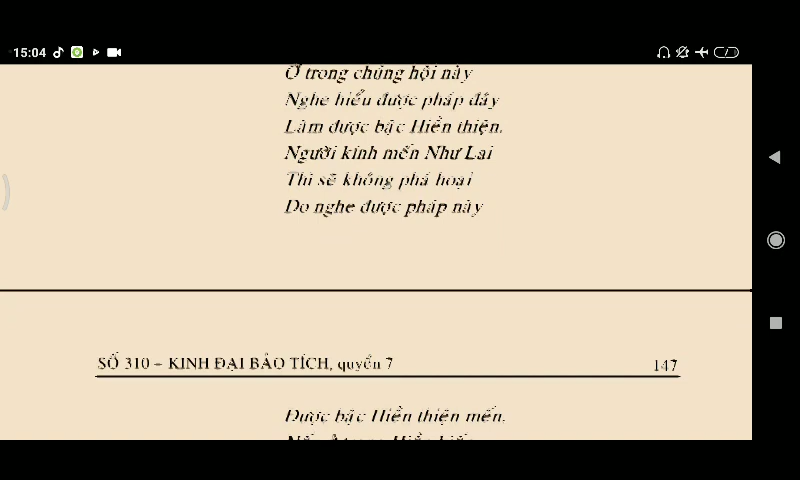 15:04
Ở trong chúng hội này
Nghe hiểu được pháp đấy
Làm được bậc Hiền thiện.
Người kính mến Như Lai
Thì sẽ không phá hoại
Do nghe được pháp này
SỐ 310 - KINH ĐẠI BẢO TÍCH, quyển 7
147
Được bậc Hiền thiện mến.